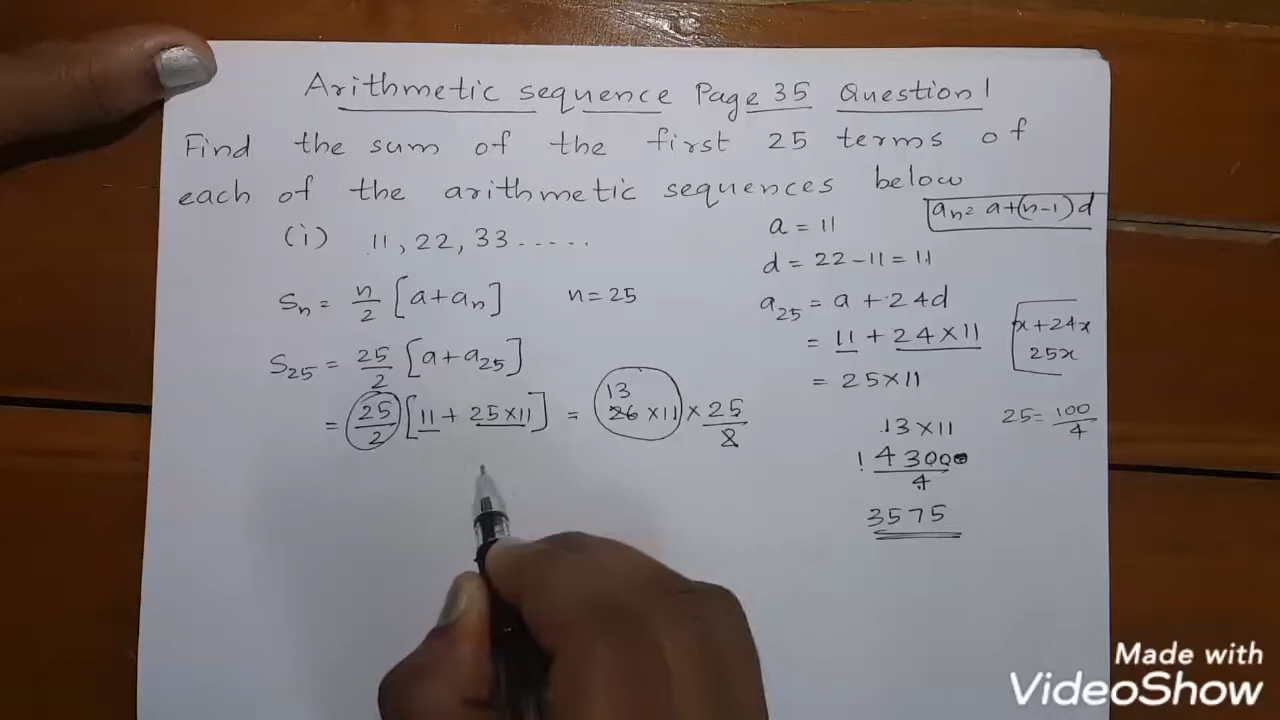 Arithmetic sequence Page 35 Question 1
Find the sum of the first 25 terms of
each of the arithmetic sequences below
aₙ = a+(n-1)d
(i) 11, 22, 33.....
a = 11
d = 22-11 = 11
Sₙ = n/2 [a+aₙ] n=25
a₂₅ = a + 24d
= 11 + 24×11
= 25×11
x+24x
25x
S₂₅ = 25/2 [a+a₂₅]
= 25/2 [11 + 25×11] = 13 26 ×11 × 25/2
13×11
25 = 100/4
14300/4
3575
Made with
VideoShow